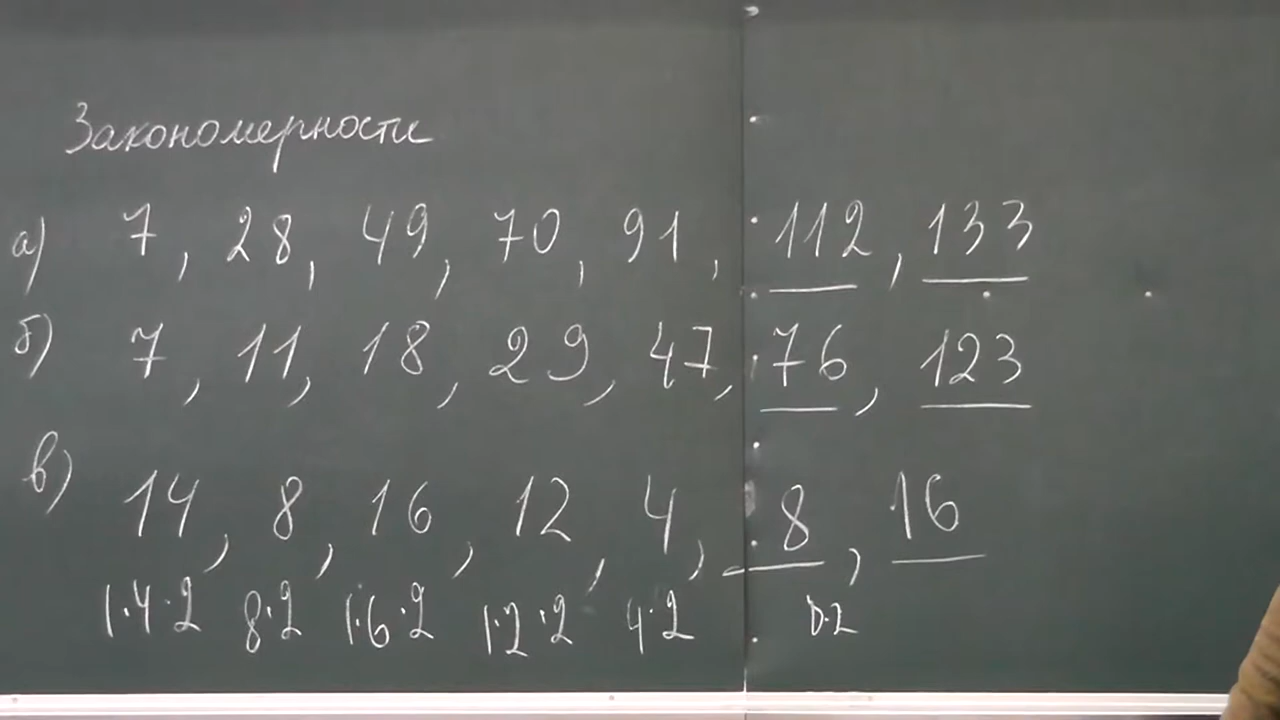 Закономерности
а) 7, 28, 49, 70, 91, 112, 133
б) 7, 11, 18, 29, 47, 76, 123
в) 14, 8, 16, 12, 4, 8, 16
1·4·2 8·2 1·6·2 1·2·2 4·2 8·2